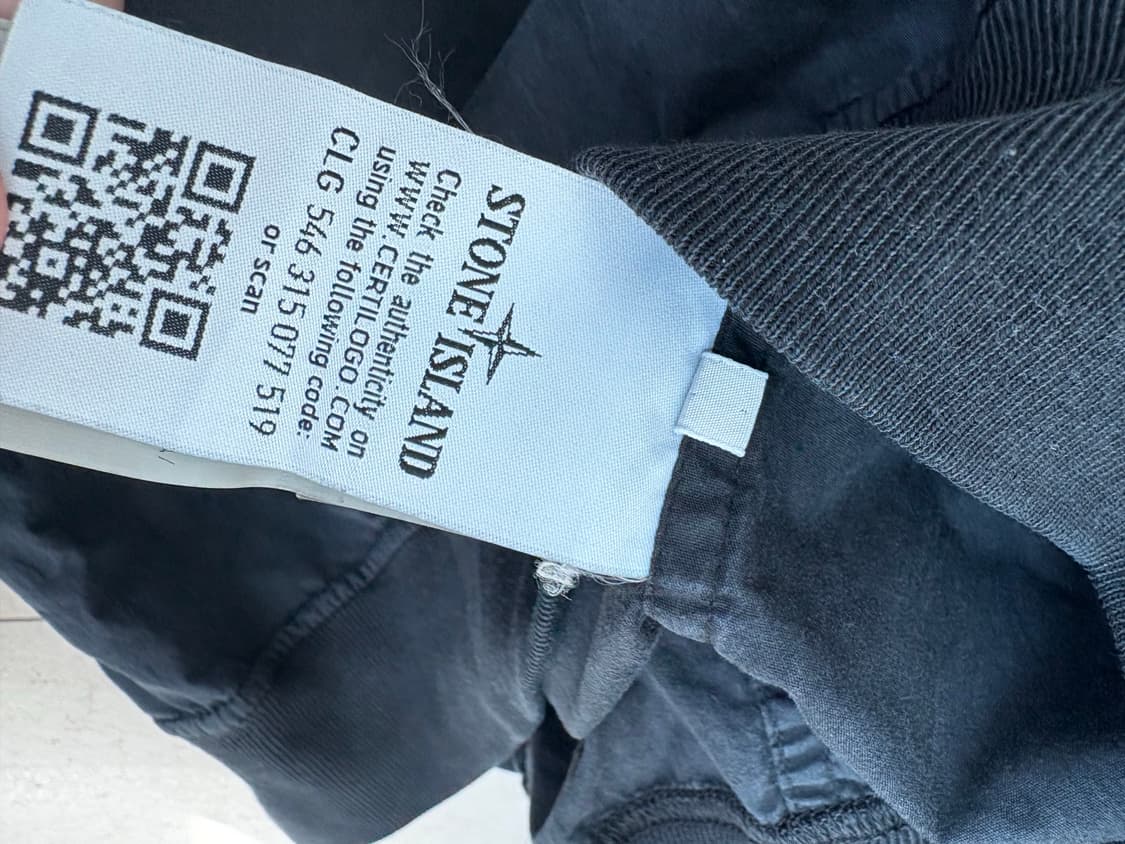 STONE ISLAND
Check the authenticity on
WWW.CERTILOGO.COM
using the following code:
CLG 546 315 077 519
or scan